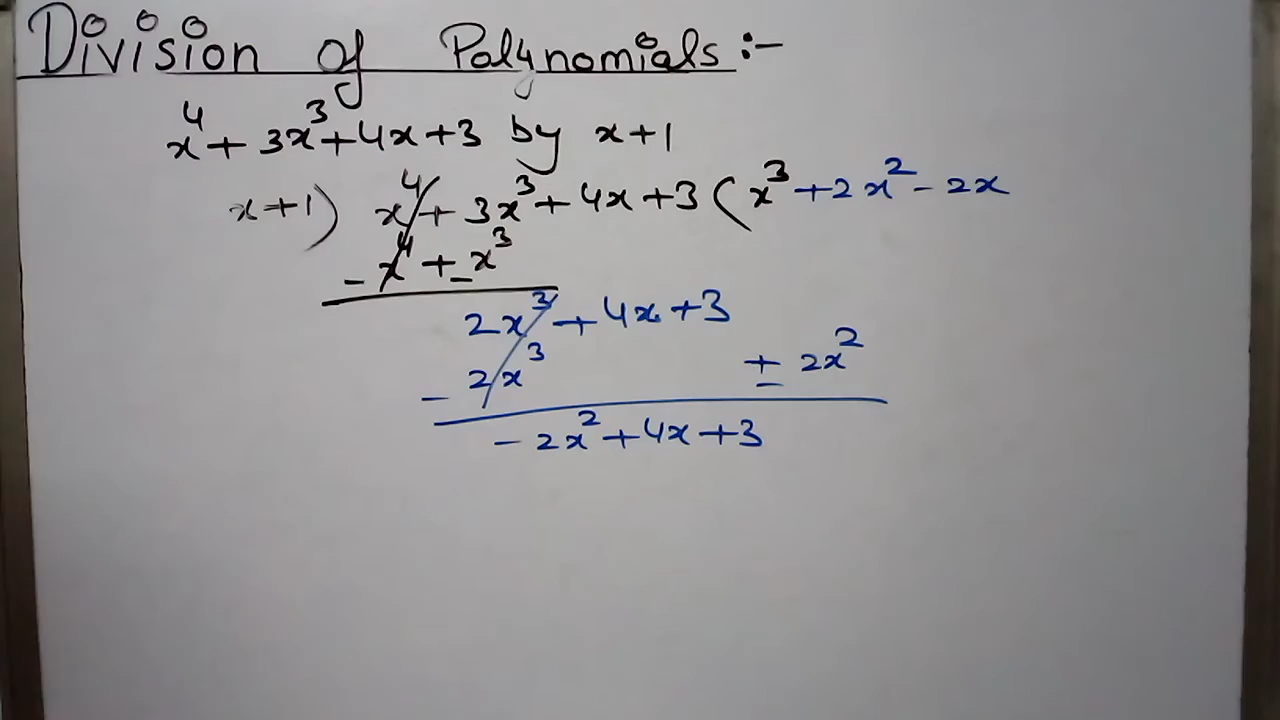 Division of Polynomials :-
x⁴ + 3x³ + 4x + 3 by x + 1
x + 1) x⁴ + 3x³ + 4x + 3 (x³ + 2x² - 2x
- x⁴ + - x³
2x³ + 4x + 3
- 2x³ ± 2x²
- 2x² + 4x + 3